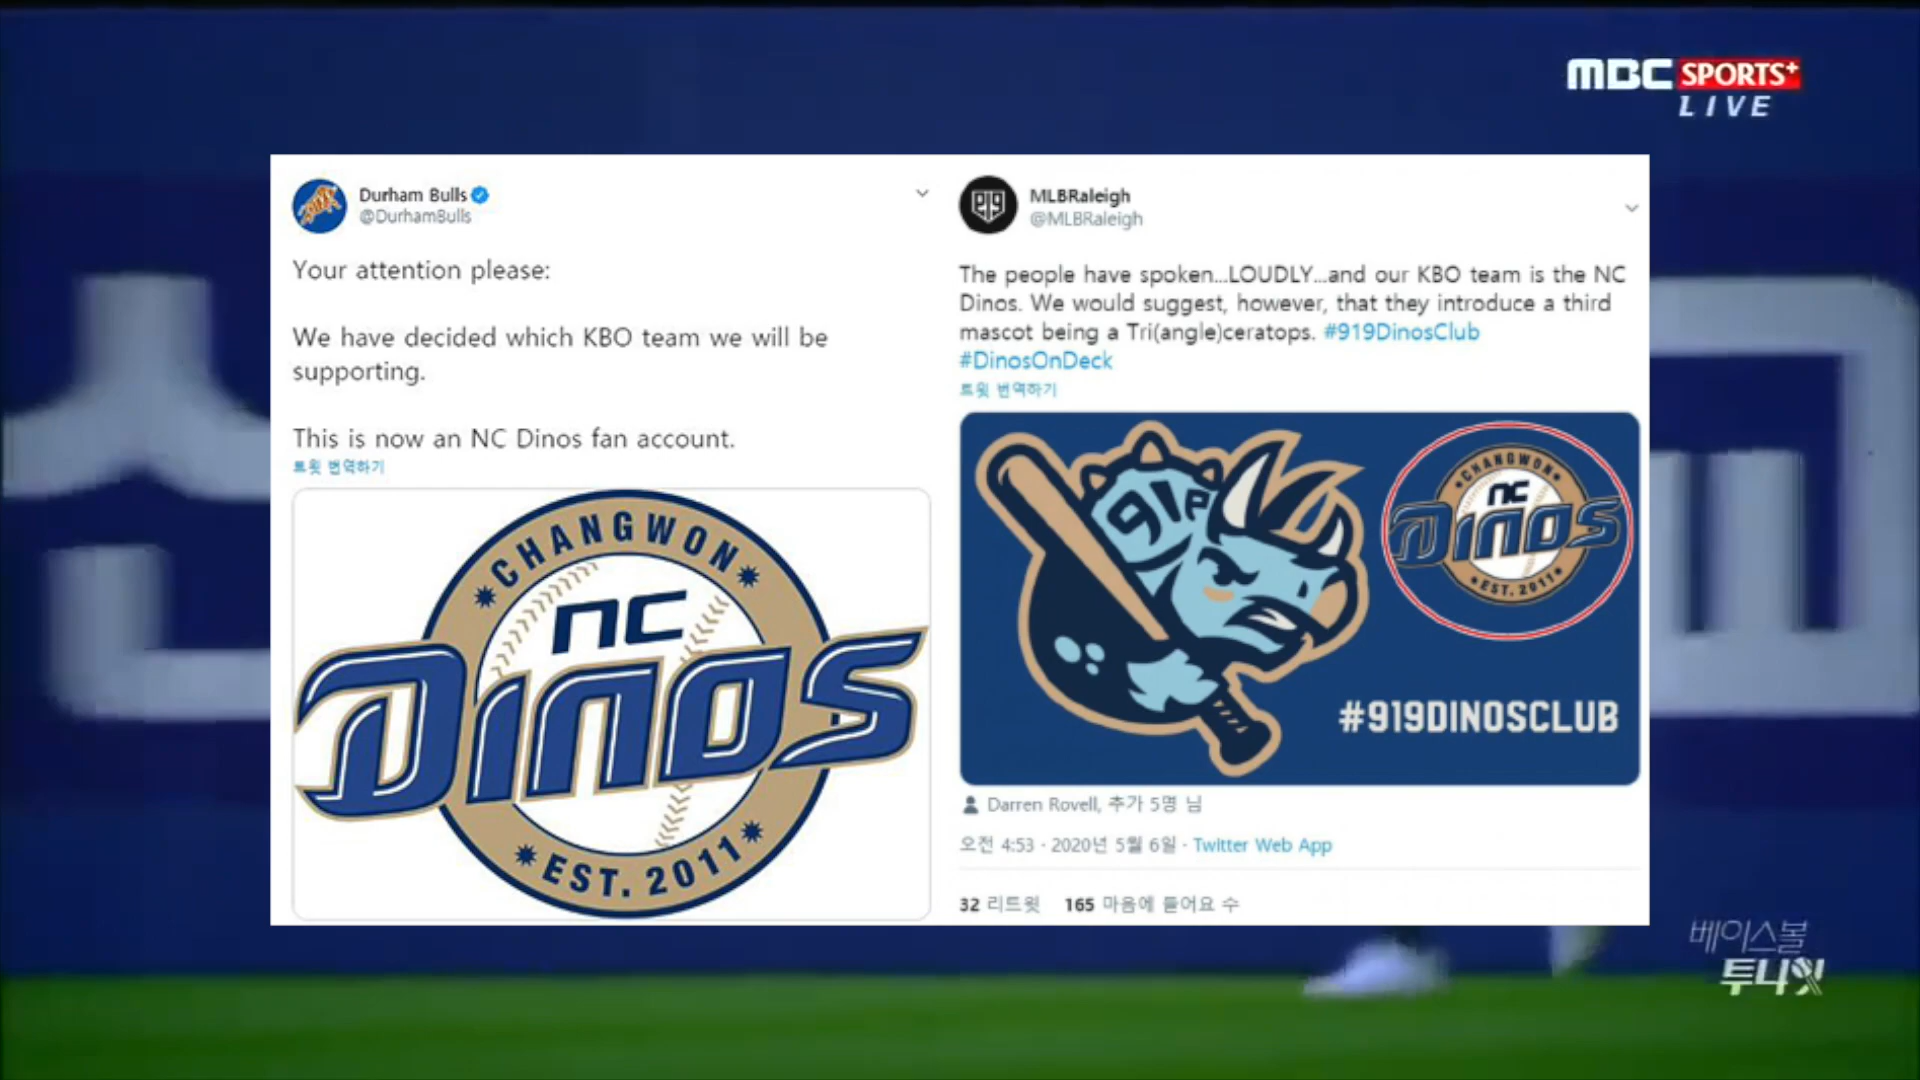 MBC SPORTS+
LIVE
Durham Bulls
@DurhamBulls
Your attention please:
We have decided which KBO team we will be
supporting.
This is now an NC Dinos fan account.
트윗 번역하기
CHANGWON
NC
DINOS
EST. 2011
MLBRaleigh
@MLBRaleigh
The people have spoken...LOUDLY...and our KBO team is the NC
Dinos. We would suggest, however, that they introduce a third
mascot being a Tri(angle)ceratops. #919DinosClub
#DinosOnDeck
트윗 번역하기
919
CHANGWON
NC
DINOS
EST. 2011
#919DINOSCLUB
Darren Rovell, 추가 5명 님
오전 4:53 · 2020년 5월 6일 · Twitter Web App
32 리트윗 165 마음에 들어요 수
베이스볼
투나잇